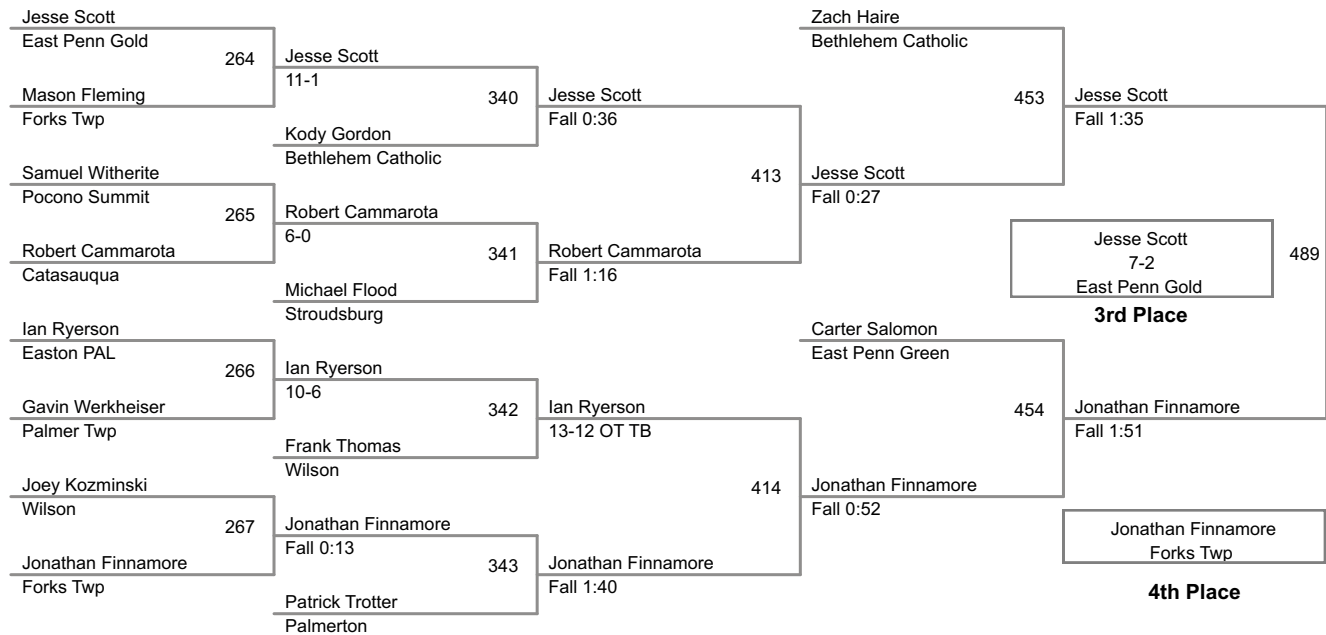 Jesse Scott
East Penn Gold
264
Mason Fleming
Forks Twp
Samuel Witherite
Pocono Summit
265
Robert Cammarota
Catasauqua
Ian Ryerson
Easton PAL
266
Gavin Werkheiser
Palmer Twp
Joey Kozminski
Wilson
267
Jonathan Finnamore
Forks Twp
Jesse Scott
11-1
340
Kody Gordon
Bethlehem Catholic
Robert Cammarota
6-0
341
Michael Flood
Stroudsburg
Ian Ryerson
10-6
342
Frank Thomas
Wilson
Jonathan Finnamore
Fall 0:13
343
Patrick Trotter
Palmerton
Jesse Scott
Fall 0:36
413
Robert Cammarota
Fall 1:16
Ian Ryerson
13-12 OT TB
414
Jonathan Finnamore
Fall 1:40
Zach Haire
Bethlehem Catholic
453
Jesse Scott
Fall 0:27
Carter Salomon
East Penn Green
454
Jonathan Finnamore
Fall 0:52
Jesse Scott
Fall 1:35
489
Jonathan Finnamore
Fall 1:51
Jesse Scott
7-2
East Penn Gold
3rd Place
Jonathan Finnamore
Forks Twp
4th Place